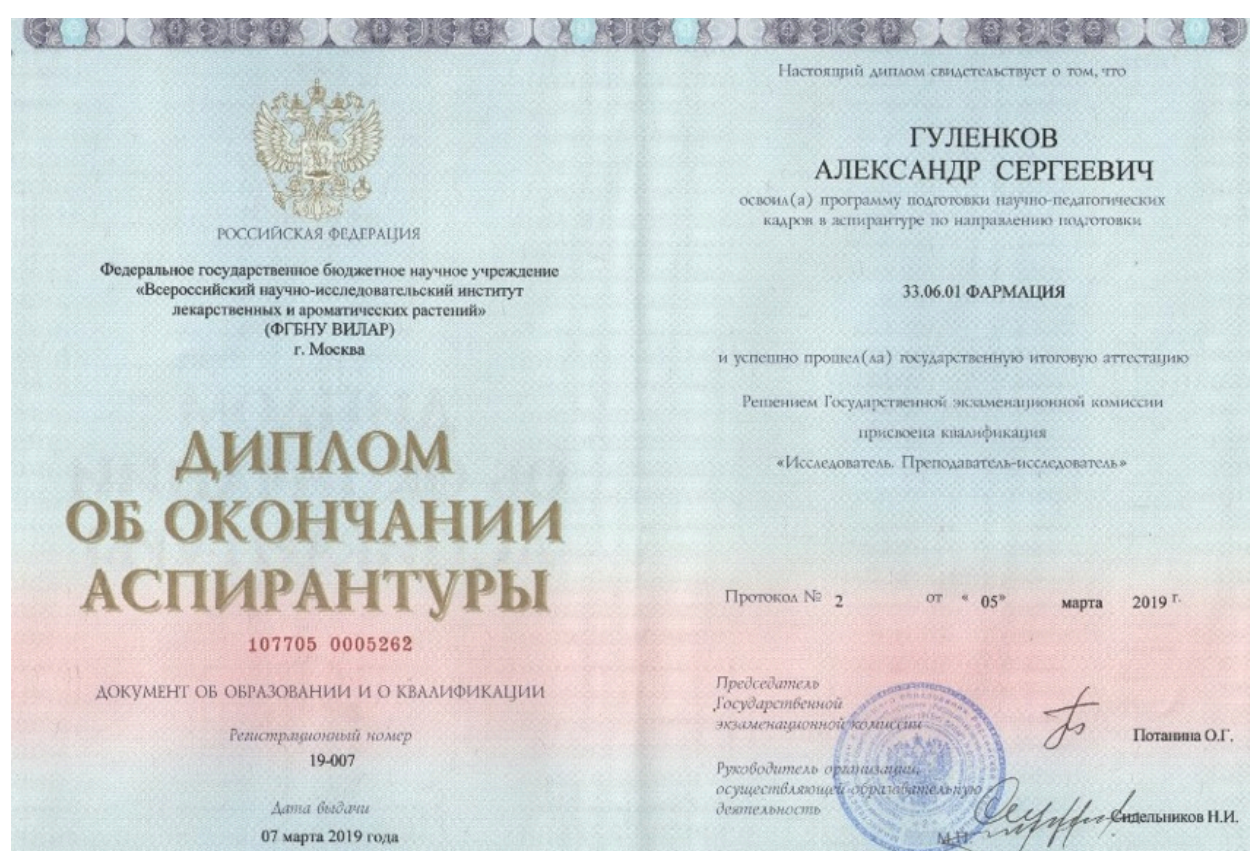 РОССИЙСКАЯ ФЕДЕРАЦИЯ
Федеральное государственное бюджетное научное учреждение
«Всероссийский научно-исследовательский институт
лекарственных и ароматических растений»
(ФГБНУ ВИЛАР)
г. Москва
ДИПЛОМ
ОБ ОКОНЧАНИИ
АСПИРАНТУРЫ
107705 0005262
ДОКУМЕНТ ОБ ОБРАЗОВАНИИ И О КВАЛИФИКАЦИИ
Регистрационный номер
19-007
Дата выдачи
07 марта 2019 года
Настоящий диплом свидетельствует о том, что
ГУЛЕНКОВ
АЛЕКСАНДР СЕРГЕЕВИЧ
освоил(а) программу подготовки научно-педагогических
кадров в аспирантуре по направлению подготовки
33.06.01 ФАРМАЦИЯ
и успешно прошел(ла) государственную итоговую аттестацию
Решением Государственной экзаменационной комиссии
присвоена квалификация
«Исследователь. Преподаватель-исследователь»
Протокол № 2 от « 05» марта 2019 г.
Председатель
Государственной
экзаменационной комиссии
Потанина О.Г.
Руководитель организации,
осуществляющей образовательную
деятельность
Сидельников Н.И.
М.П.